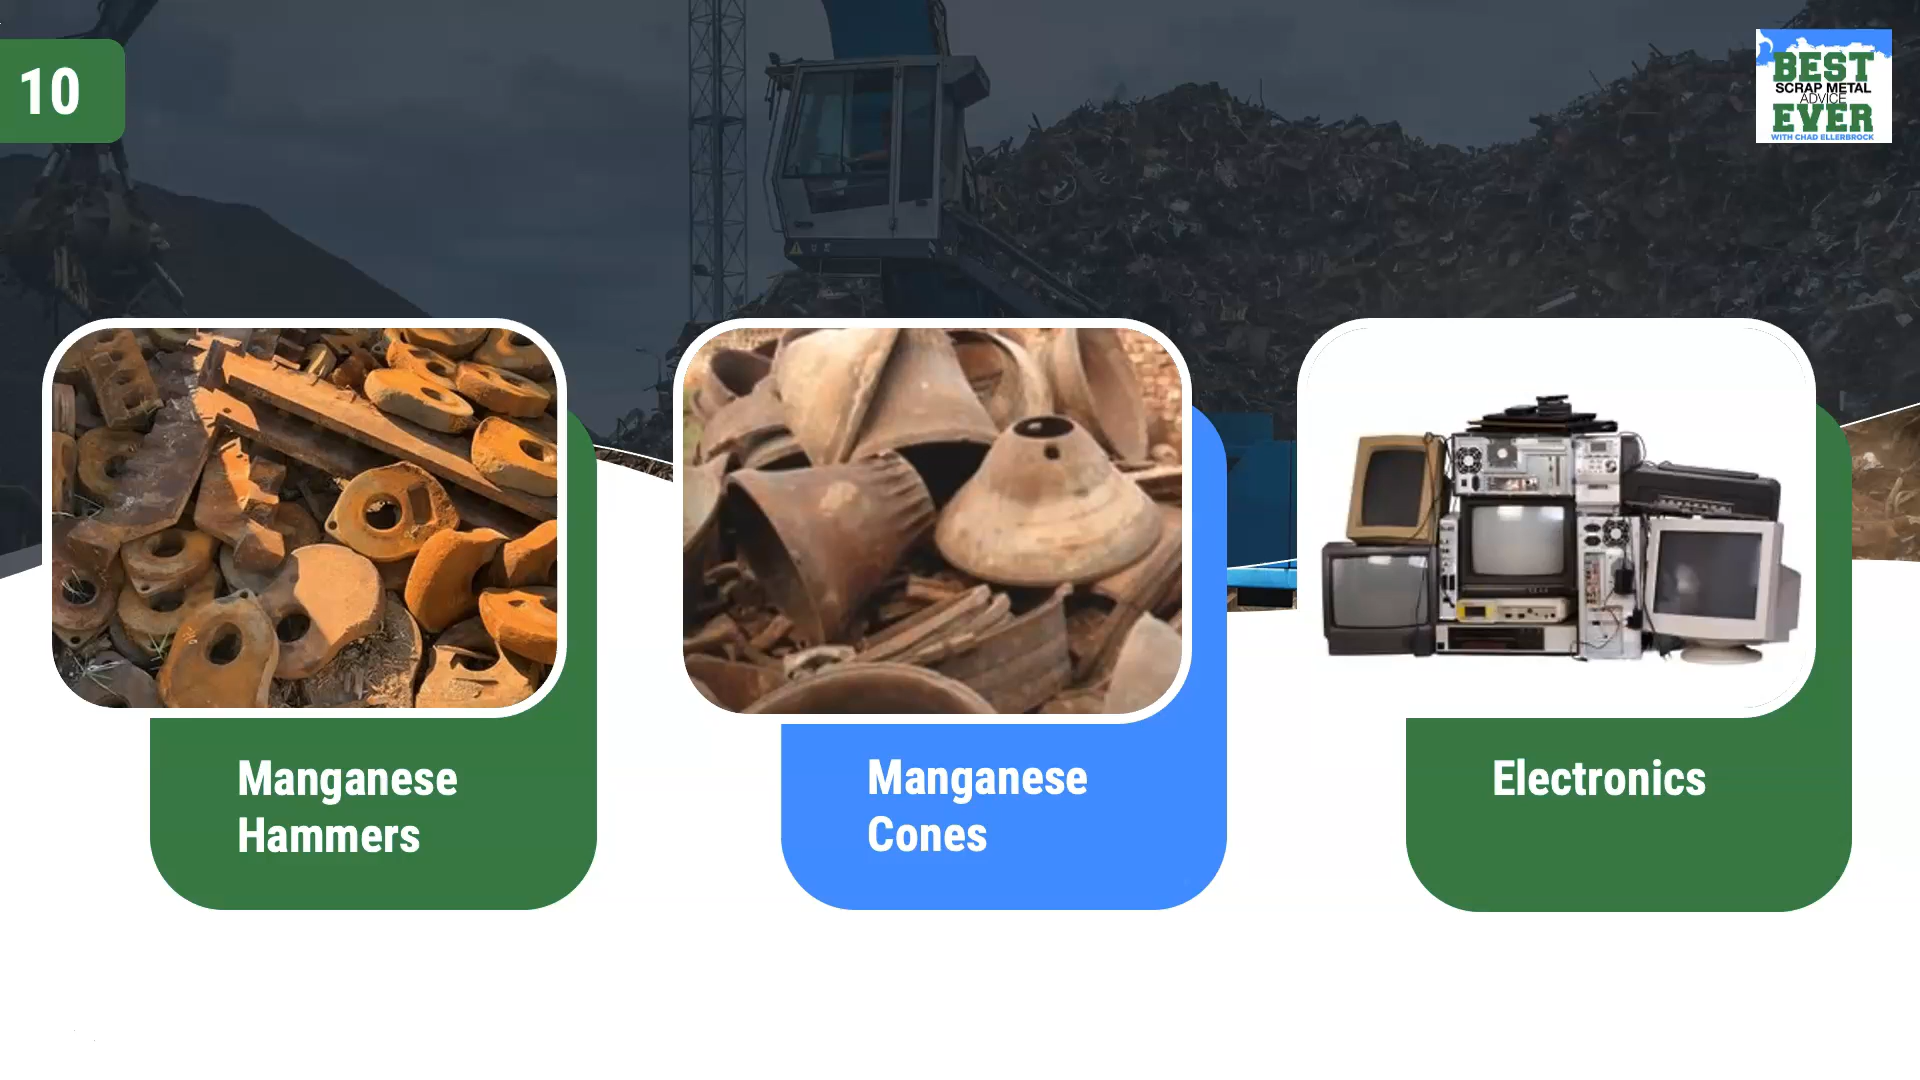 10
BEST
SCRAP METAL
ADVICE
EVER
WITH CHAD ELLERBROCK
Manganese
Hammers
Manganese
Cones
Electronics